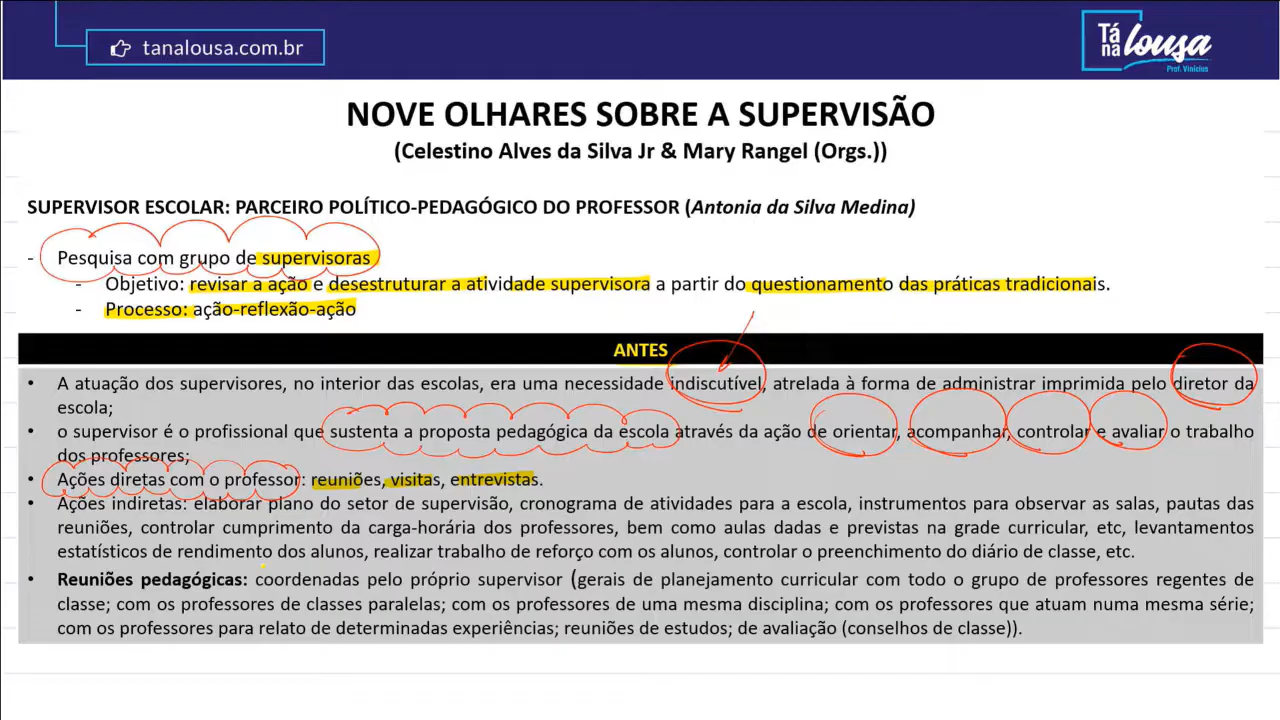 tanalousa.com.br
Tá
na lousa
Prof. Vinícius
NOVE OLHARES SOBRE A SUPERVISÃO
(Celestino Alves da Silva Jr & Mary Rangel (Orgs.))
SUPERVISOR ESCOLAR: PARCEIRO POLÍTICO-PEDAGÓGICO DO PROFESSOR (Antonia da Silva Medina)
- Pesquisa com grupo de supervisoras
- Objetivo: revisar a ação e desestruturar a atividade supervisora a partir do questionamento das práticas tradicionais.
- Processo: ação-reflexão-ação
ANTES
• A atuação dos supervisores, no interior das escolas, era uma necessidade indiscutível, atrelada à forma de administrar imprimida pelo diretor da
escola;
• o supervisor é o profissional que sustenta a proposta pedagógica da escola através da ação de orientar, acompanhar, controlar e avaliar o trabalho
dos professores;
• Ações diretas com o professor: reuniões, visitas, entrevistas.
• Ações indiretas: elaborar plano do setor de supervisão, cronograma de atividades para a escola, instrumentos para observar as salas, pautas das
reuniões, controlar cumprimento da carga-horária dos professores, bem como aulas dadas e previstas na grade curricular, etc, levantamentos
estatísticos de rendimento dos alunos, realizar trabalho de reforço com os alunos, controlar o preenchimento do diário de classe, etc.
• Reuniões pedagógicas: coordenadas pelo próprio supervisor (gerais de planejamento curricular com todo o grupo de professores regentes de
classe; com os professores de classes paralelas; com os professores de uma mesma disciplina; com os professores que atuam numa mesma série;
com os professores para relato de determinadas experiências; reuniões de estudos; de avaliação (conselhos de classe)).